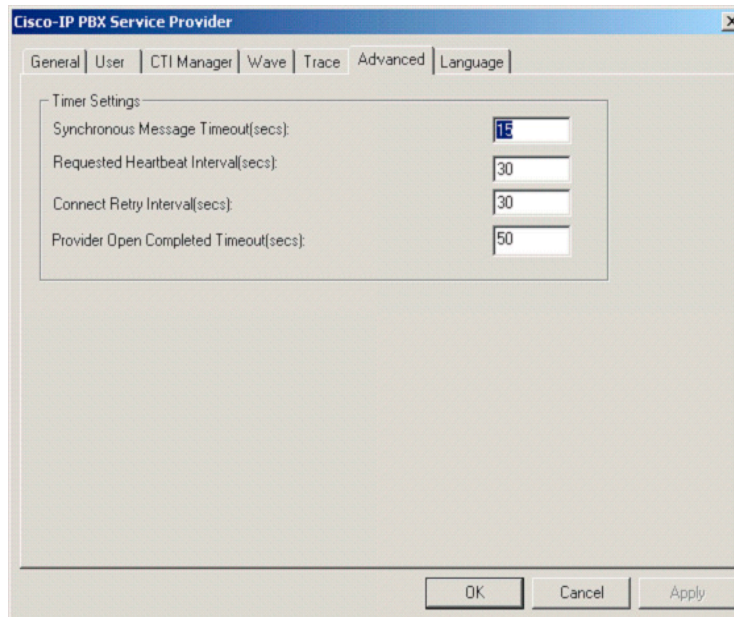 Cisco-IP PBX Service Provider
General User CTI Manager Wave Trace Advanced Language
Timer Settings
Synchronous Message Timeout(secs): 15
Requested Heartbeat Interval(secs): 30
Connect Retry Interval(secs): 30
Provider Open Completed Timeout(secs): 50
OK Cancel Apply